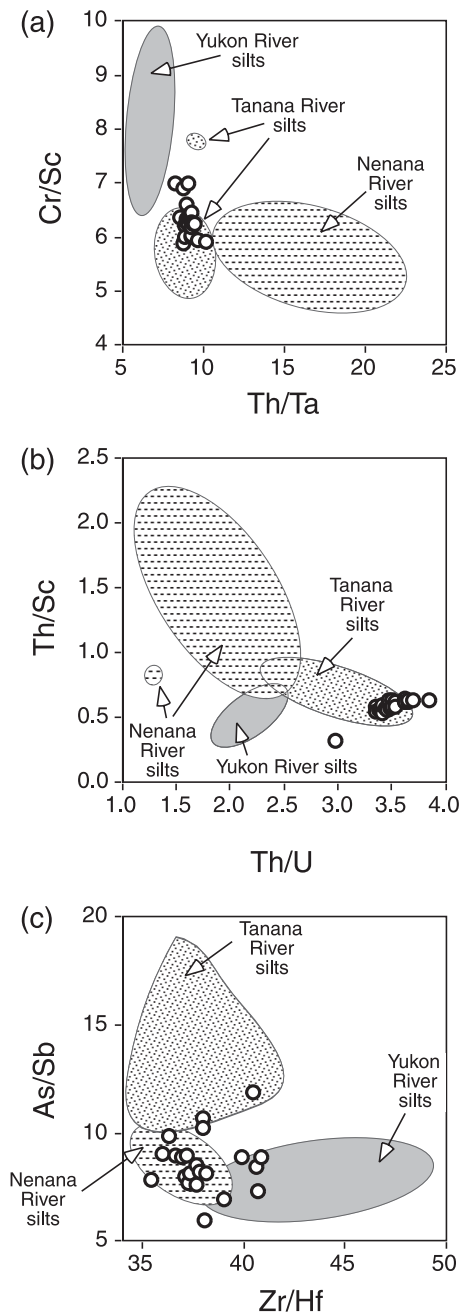 (a)
10
9
8
7
6
5
4
Cr/Sc
Yukon River
silts
Tanana River
silts
Nenana
River
silts
5
10
15
20
25
Th/Ta
(b)
2.5
2.0
1.5
1.0
0.5
0.0
Th/Sc
Tanana
River
silts
Nenana
River
silts
Yukon River silts
1.0
1.5
2.0
2.5
3.0
3.5
4.0
Th/U
(c)
20
15
10
5
As/Sb
Tanana
River
silts
Yukon
River
silts
Nenana
River
silts
35
40
45
50
Zr/Hf